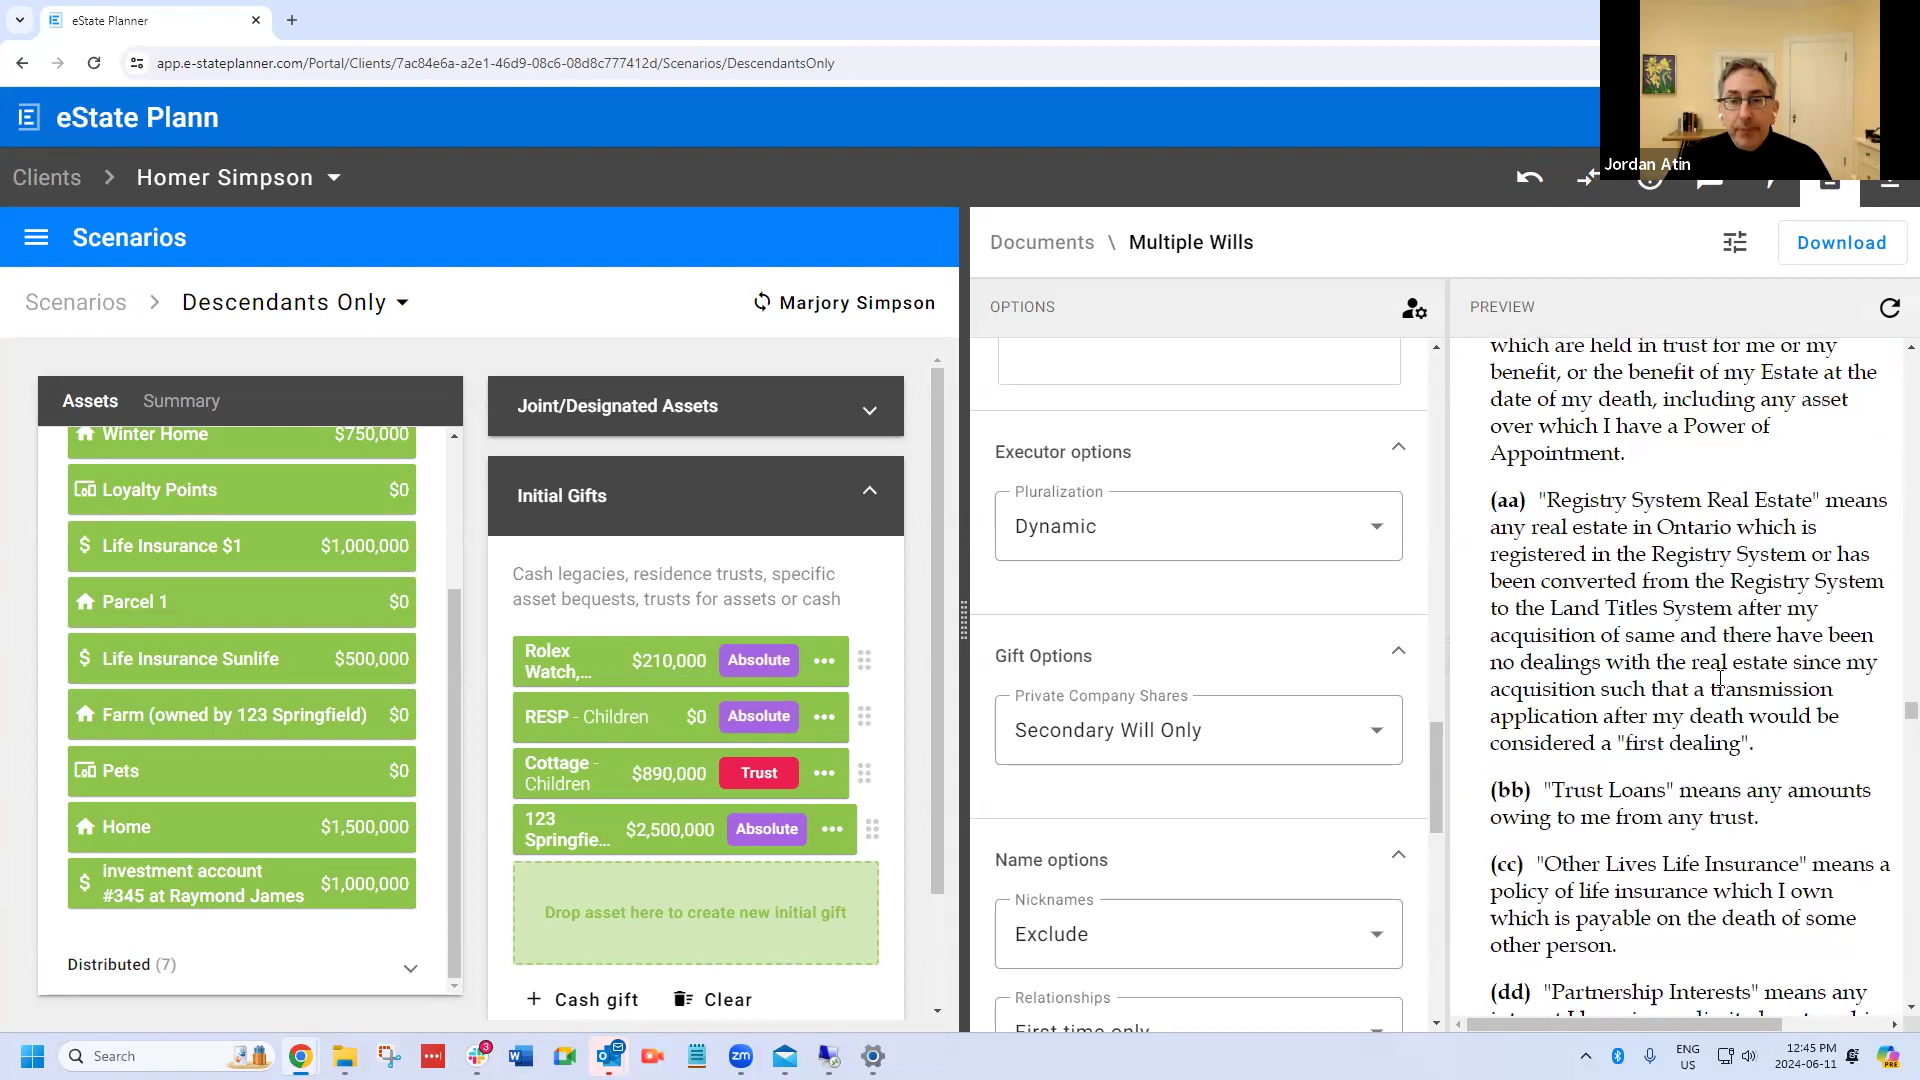 eState Planner
app.e-stateplanner.com/Portal/Clients/7ac84e6a-a2e1-46d9-08c6-08d8c777412d/Scenarios/DescendantsOnly
eState Plann
Jordan Atin
Clients > Homer Simpson
Scenarios
Scenarios > Descendants Only
Marjory Simpson
Assets Summary
Winter Home $750,000
Loyalty Points $0
$ Life Insurance $1 $1,000,000
Parcel 1 $0
$ Life Insurance Sunlife $500,000
Farm (owned by 123 Springfield) $0
Pets $0
Home $1,500,000
$ investment account
#345 at Raymond James $1,000,000
Distributed (7)
Joint/Designated Assets
Initial Gifts
Cash legacies, residence trusts, specific
asset bequests, trusts for assets or cash
Rolex
Watch,... $210,000 Absolute
RESP - Children $0 Absolute
Cottage -
Children $890,000 Trust
123
Springfie... $2,500,000 Absolute
Drop asset here to create new initial gift
+ Cash gift Clear
Documents \ Multiple Wills
Download
OPTIONS
Executor options
Pluralization
Dynamic
Gift Options
Private Company Shares
Secondary Will Only
Name options
Nicknames
Exclude
Relationships
First time only
PREVIEW
which are held in trust for me or my
benefit, or the benefit of my Estate at the
date of my death, including any asset
over which I have a Power of
Appointment.
(aa) "Registry System Real Estate" means
any real estate in Ontario which is
registered in the Registry System or has
been converted from the Registry System
to the Land Titles System after my
acquisition of same and there have been
no dealings with the real estate since my
acquisition such that a transmission
application after my death would be
considered a "first dealing".
(bb) "Trust Loans" means any amounts
owing to me from any trust.
(cc) "Other Lives Life Insurance" means a
policy of life insurance which I own
which is payable on the death of some
other person.
(dd) "Partnership Interests" means any
Search
3
zm
PRE
ENG
US
12:45 PM
2024-06-11